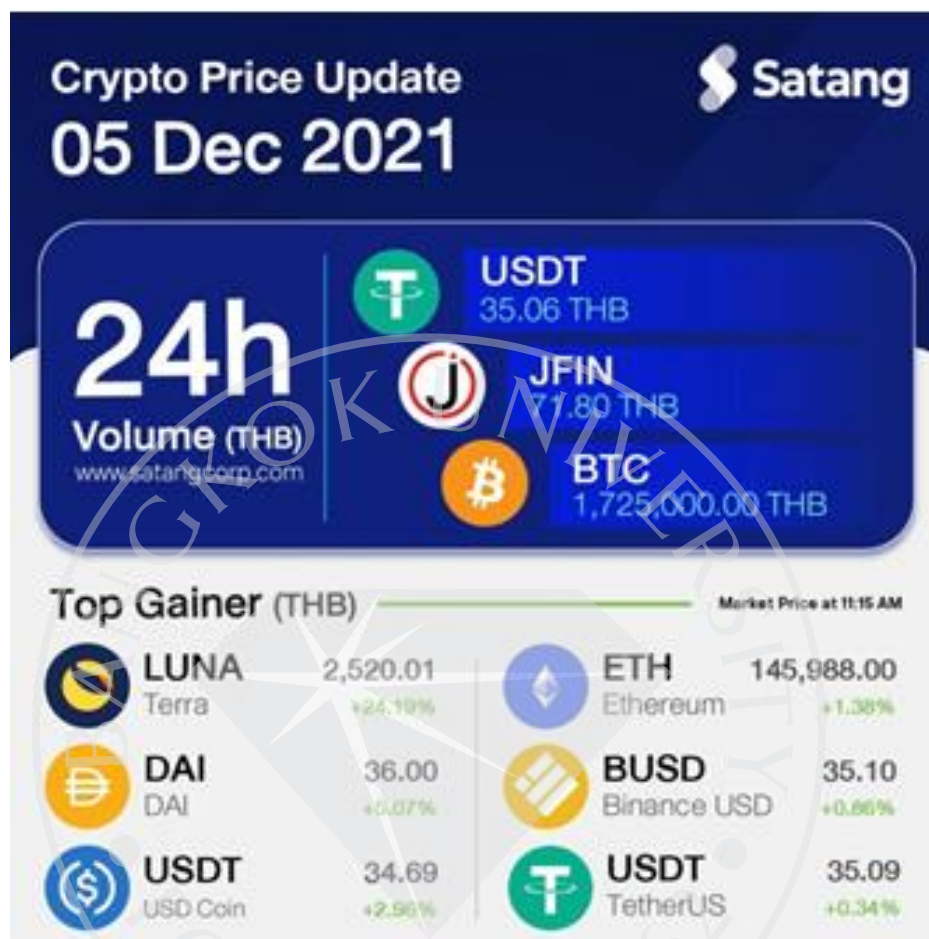 Crypto Price Update
Satang
05 Dec 2021
24h
Volume (THB)
www.satangcorp.com
USDT
35.06 THB
JFIN
71.80 THB
BTC
1,725,000.00 THB
BANGKOK UNIVERSITY
Top Gainer (THB)
Market Price at 11:15 AM
LUNA 2,520.01
Terra +24.19%
ETH 145,988.00
Ethereum +1.38%
DAI 36.00
DAI
BUSD 35.10
Binance USD +0.86%
USDT 34.69
USD Coin +2.96%
USDT 35.09
TetherUS +0.34%